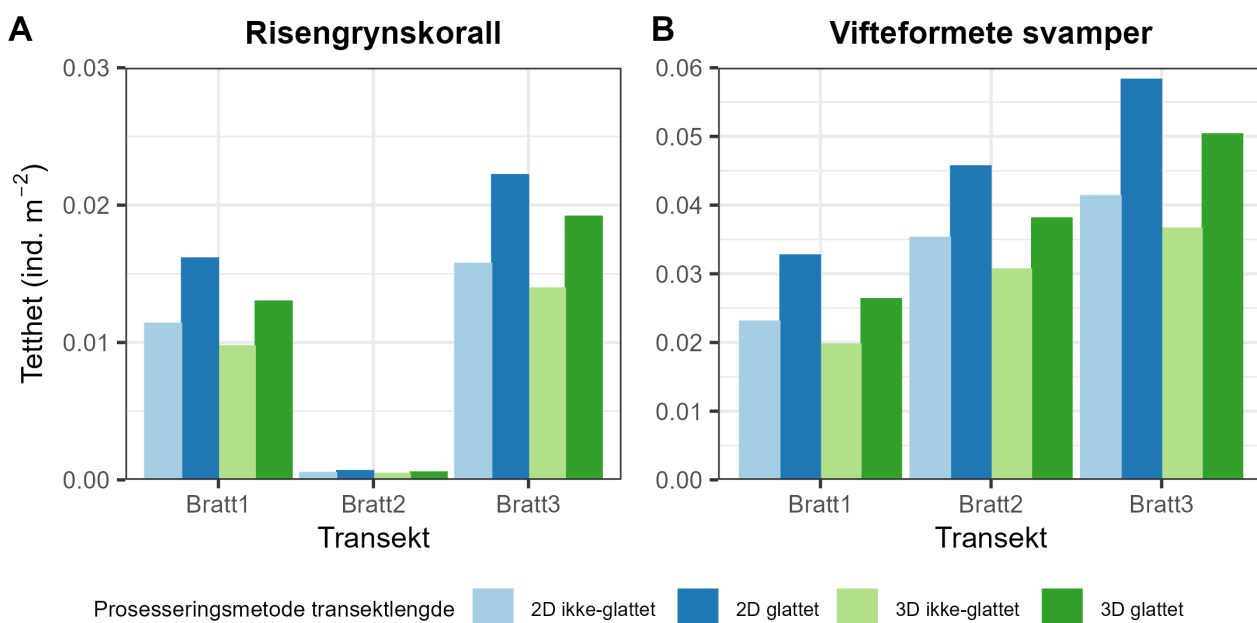 A Risengrynskorall
0.03
0.02
0.01
0.00
Tetthet (ind. m⁻²)
Bratt1 Bratt2 Bratt3
Transekt
B Vifteformete svamper
0.06
0.05
0.04
0.03
0.02
0.01
0.00
Bratt1 Bratt2 Bratt3
Transekt
Prosesseringsmetode transektlengde 2D ikke-glattet 2D glattet 3D ikke-glattet 3D glattet